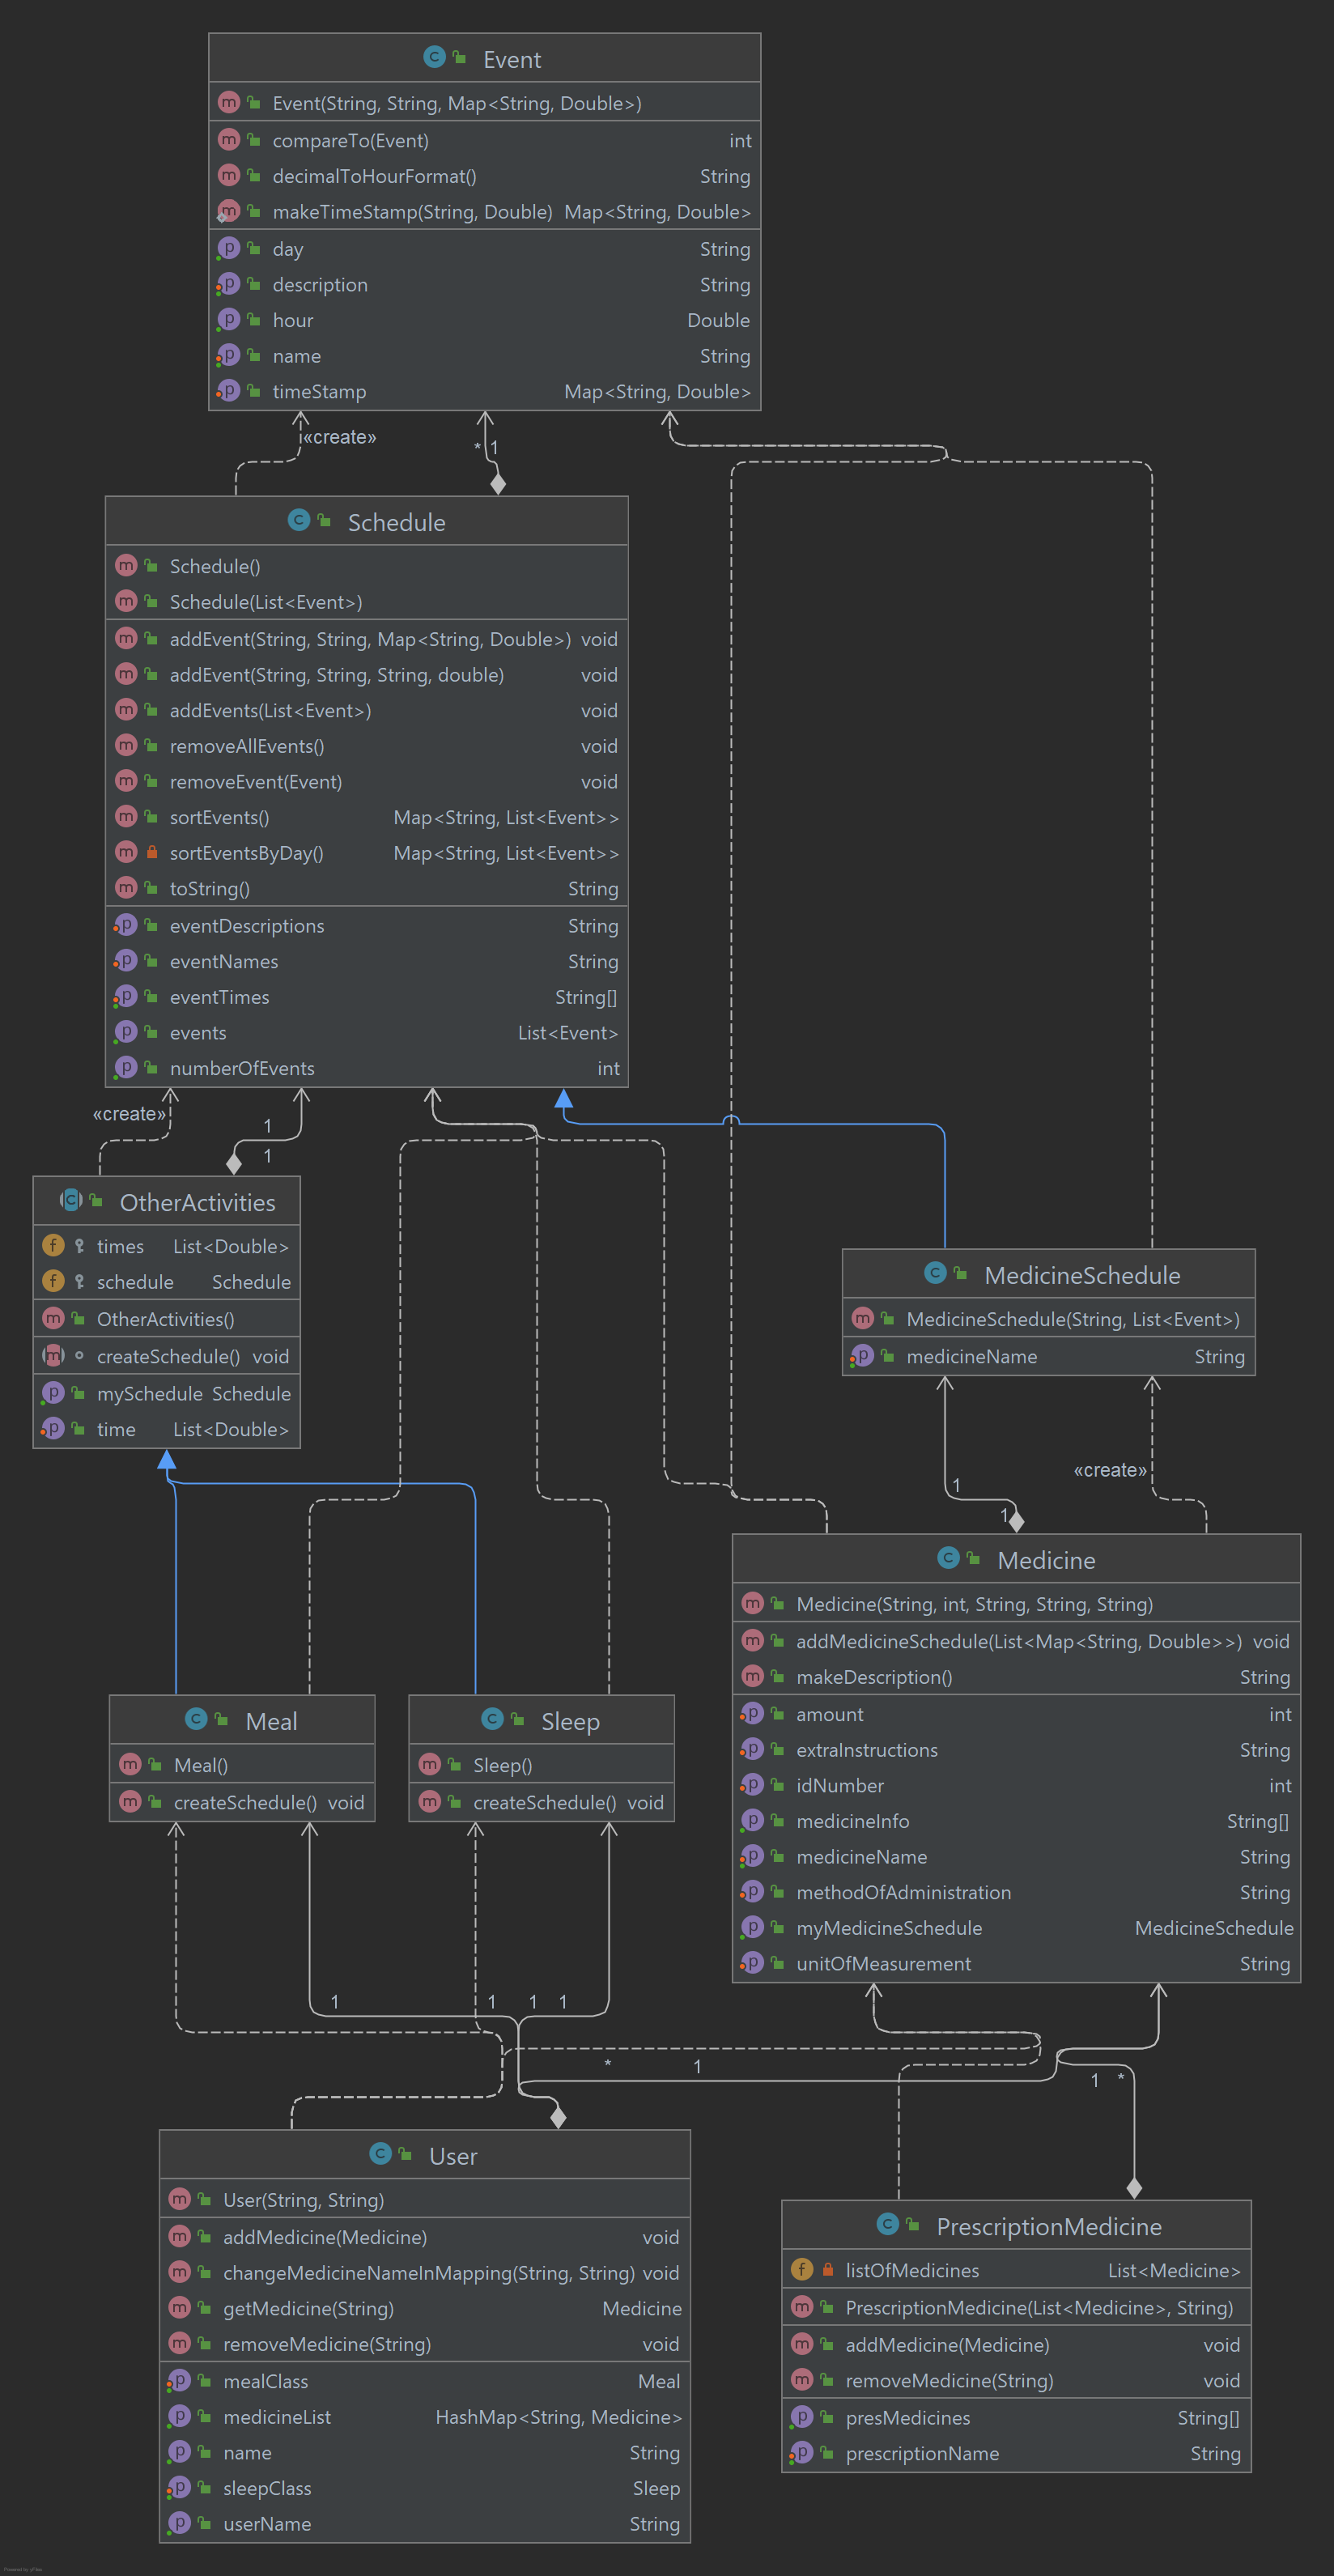 Event
Event(String, String, Map<String, Double>)
compareTo(Event) int
decimalToHourFormat() String
makeTimeStamp(String, Double) Map<String, Double>
day String
description String
hour Double
name String
timeStamp Map<String, Double>
«create»
* 1
Schedule
Schedule()
Schedule(List<Event>)
addEvent(String, String, Map<String, Double>) void
addEvent(String, String, String, double) void
addEvents(List<Event>) void
removeAllEvents() void
removeEvent(Event) void
sortEvents() Map<String, List<Event>>
sortEventsByDay() Map<String, List<Event>>
toString() String
eventDescriptions String
eventNames String
eventTimes String[]
events List<Event>
numberOfEvents int
«create»
1
1
OtherActivities
times List<Double>
schedule Schedule
OtherActivities()
createSchedule() void
mySchedule Schedule
time List<Double>
MedicineSchedule
MedicineSchedule(String, List<Event>)
medicineName String
«create»
1
1
Medicine
Medicine(String, int, String, String, String)
addMedicineSchedule(List<Map<String, Double>>) void
makeDescription() String
amount int
extraInstructions String
idNumber int
medicineInfo String[]
medicineName String
methodOfAdministration String
myMedicineSchedule MedicineSchedule
unitOfMeasurement String
Meal
Meal()
createSchedule() void
Sleep
Sleep()
createSchedule() void
1 1 1 1
* 1
1 *
User
User(String, String)
addMedicine(Medicine) void
changeMedicineNameInMapping(String, String) void
getMedicine(String) Medicine
removeMedicine(String) void
mealClass Meal
medicineList HashMap<String, Medicine>
name String
sleepClass Sleep
userName String
PrescriptionMedicine
listOfMedicines List<Medicine>
PrescriptionMedicine(List<Medicine>, String)
addMedicine(Medicine) void
removeMedicine(String) void
presMedicines String[]
prescriptionName String
Powered by yFiles